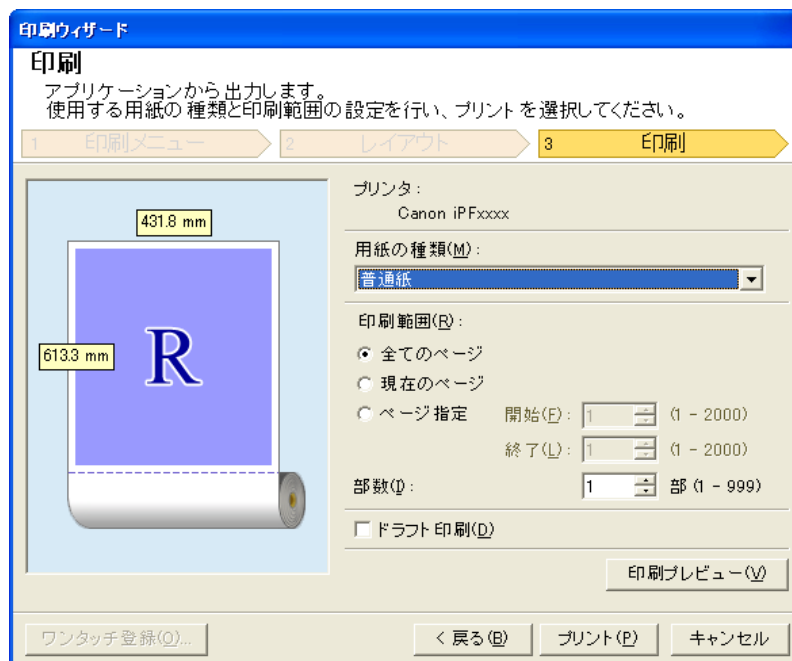 印刷ウィザード
印刷
アプリケーションから出力します。
使用する用紙の種類と印刷範囲の設定を行い、プリントを選択してください。
1 印刷メニュー 2 レイアウト 3 印刷
431.8 mm
613.3 mm
R
プリンタ:
Canon iPFxxxx
用紙の種類(M):
普通紙
印刷範囲(R):
全てのページ
現在のページ
ページ指定 開始(F): 1 (1 - 2000)
終了(L): 1 (1 - 2000)
部数(I): 1 部 (1 - 999)
ドラフト印刷(D)
印刷プレビュー(V)
ワンタッチ登録(O)... < 戻る(B) プリント(P) キャンセル